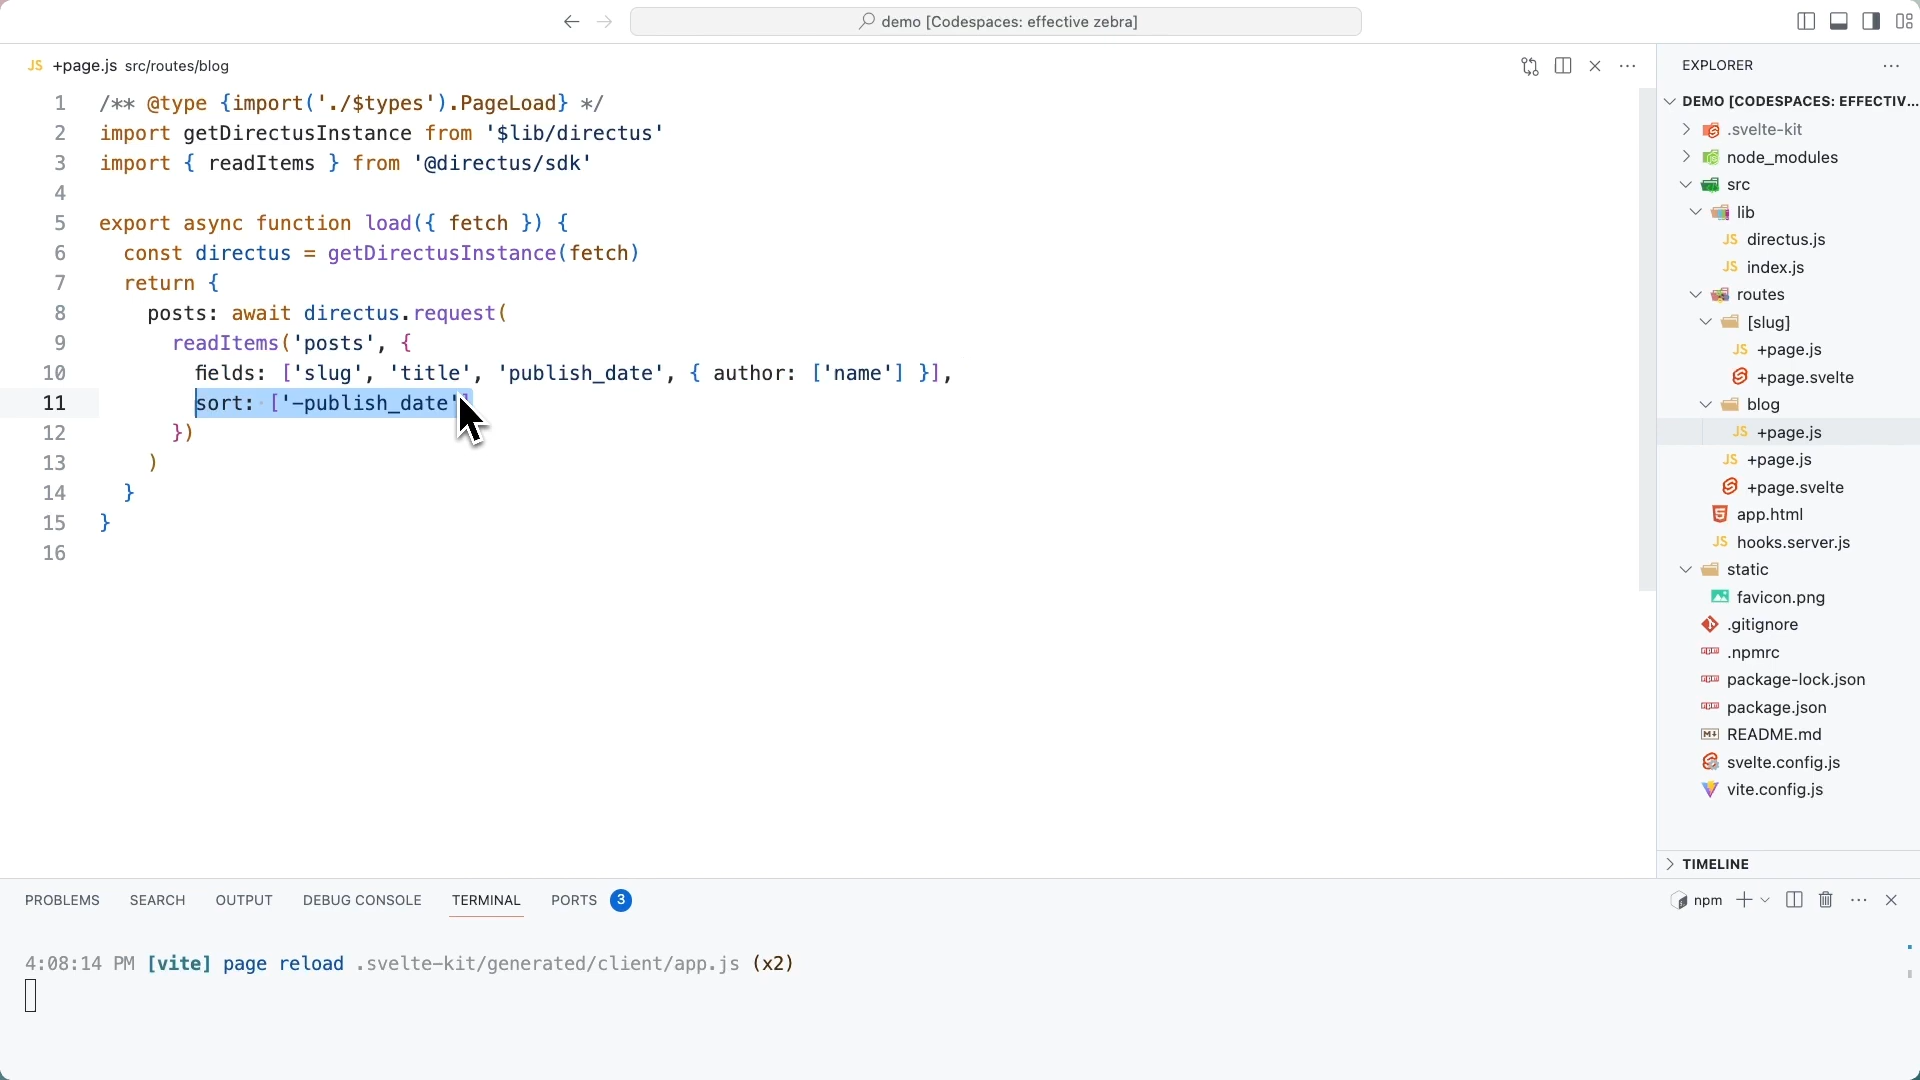 demo [Codespaces: effective zebra]
JS +page.js src/routes/blog
1 /** @type {import('./$types').PageLoad} */
2 import getDirectusInstance from '$lib/directus'
3 import { readItems } from '@directus/sdk'
4
5 export async function load({ fetch }) {
6 const directus = getDirectusInstance(fetch)
7 return {
8 posts: await directus.request(
9 readItems('posts', {
10 fields: ['slug', 'title', 'publish_date', { author: ['name'] }],
11 sort: ['-publish_date']
12 })
13 )
14 }
15 }
16
EXPLORER
DEMO [CODESPACES: EFFECTIV...
.svelte-kit
node_modules
src
lib
JS directus.js
JS index.js
routes
[slug]
JS +page.js
+page.svelte
blog
JS +page.js
JS +page.js
+page.svelte
app.html
JS hooks.server.js
static
favicon.png
.gitignore
.npmrc
package-lock.json
package.json
README.md
svelte.config.js
vite.config.js
TIMELINE
PROBLEMS SEARCH OUTPUT DEBUG CONSOLE TERMINAL PORTS 3
npm
4:08:14 PM [vite] page reload .svelte-kit/generated/client/app.js (x2)